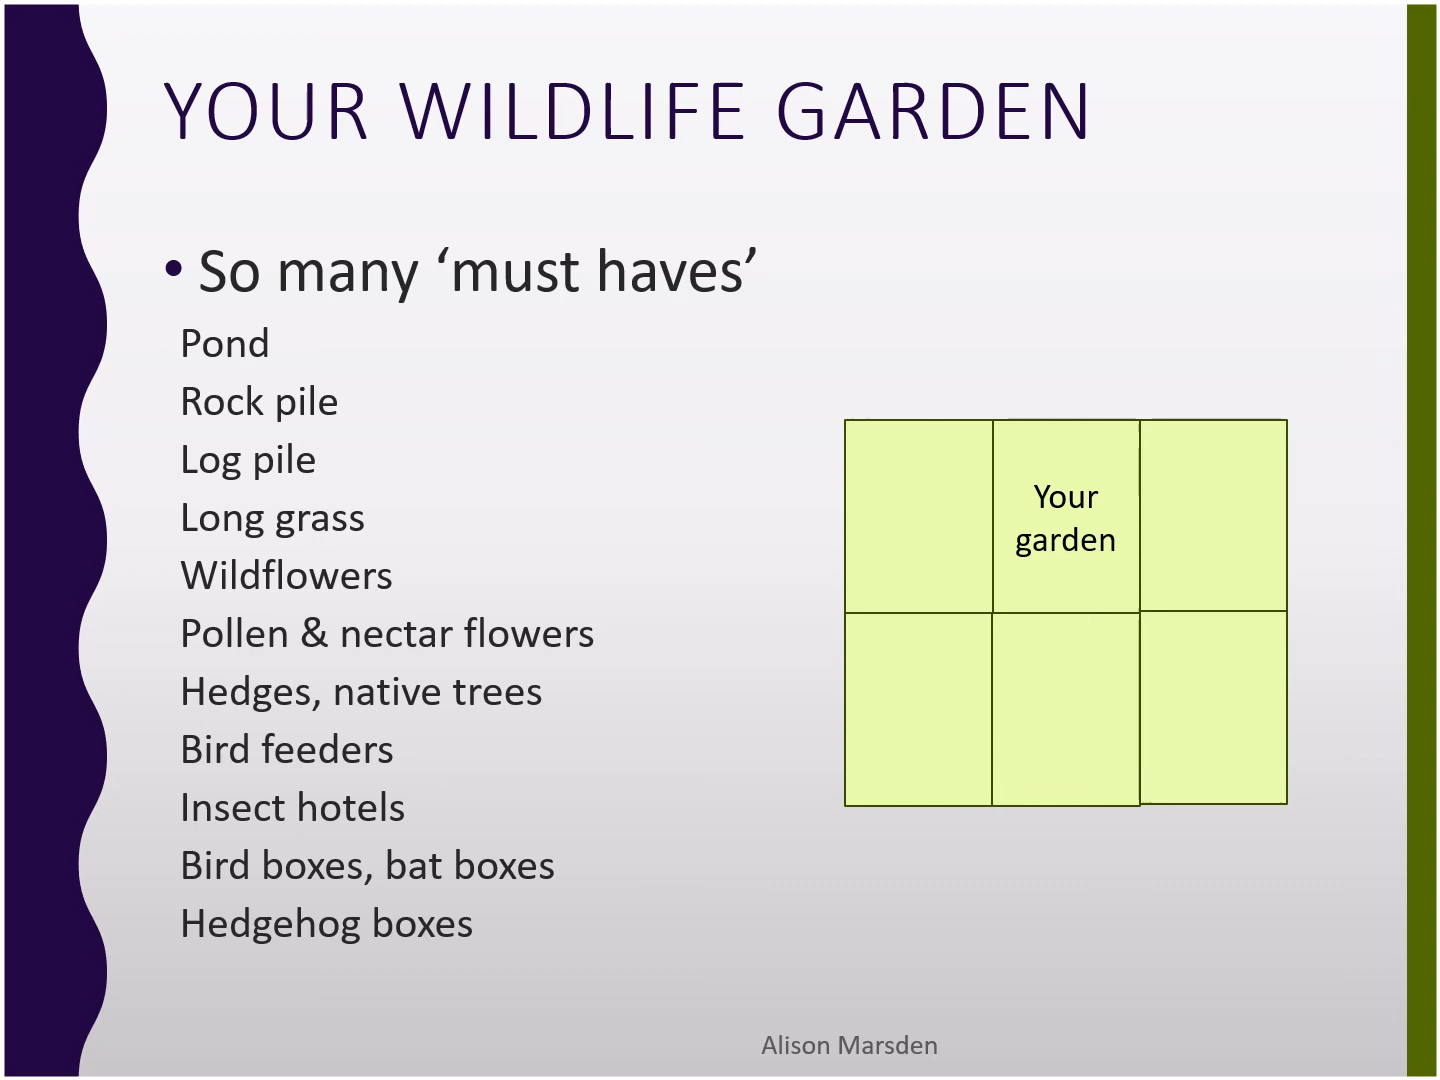 YOUR WILDLIFE GARDEN
• So many ‘must haves’
Pond
Rock pile
Log pile
Long grass
Wildflowers
Pollen & nectar flowers
Hedges, native trees
Bird feeders
Insect hotels
Bird boxes, bat boxes
Hedgehog boxes
Your
garden
Alison Marsden